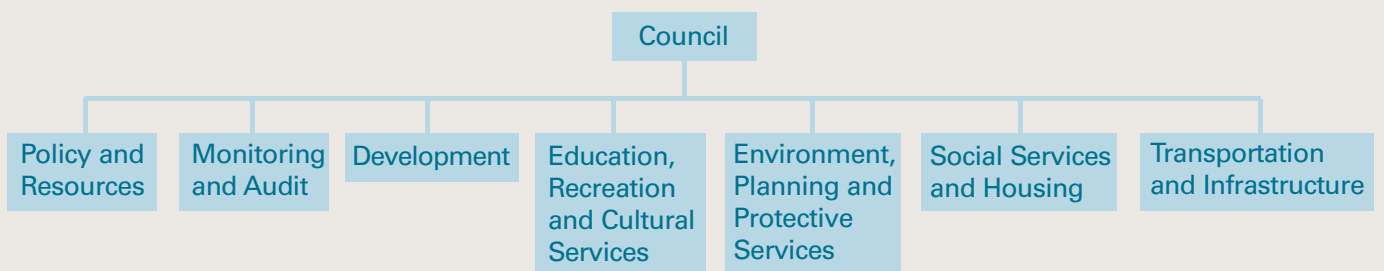 Council
Policy and
Resources
Monitoring
and Audit
Development
Education,
Recreation
and Cultural
Services
Environment,
Planning and
Protective
Services
Social Services
and Housing
Transportation
and Infrastructure